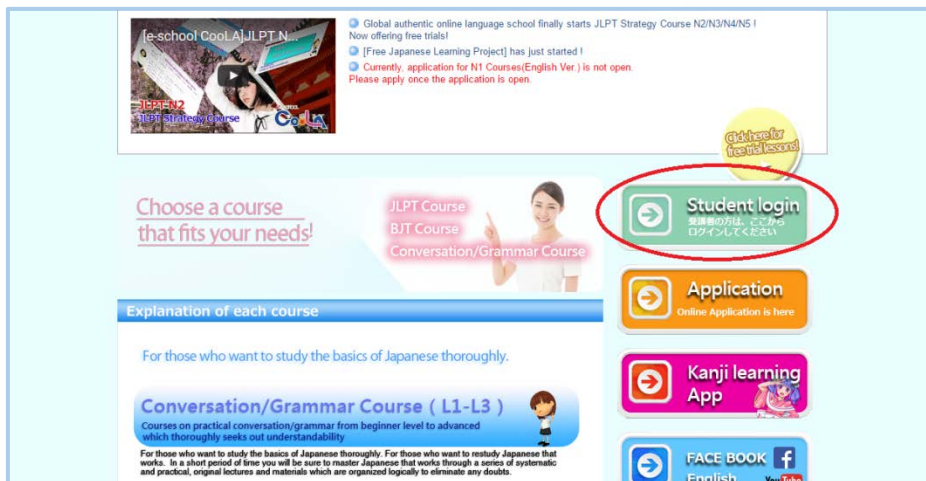 [e-school CooLA]JLPT N...
JLPT N2
JLPT Strategy Course
CooLA
Global authentic online language school finally starts JLPT Strategy Course N2/N3/N4/N5 !
Now offering free trials!
[Free Japanese Learning Project] has just started !
Currently, application for N1 Courses(English Ver.) is not open.
Please apply once the application is open.
Click here for
free trial lessons!
Choose a course
that fits your needs!
JLPT Course
BJT Course
Conversation/Grammar Course
Student login
受講者の方は、ここから
ログインしてください
Application
Online Application is here
Explanation of each course
For those who want to study the basics of Japanese thoroughly.
Kanji learning
App
Conversation/Grammar Course ( L1-L3 )
Courses on practical conversation/grammar from beginner level to advanced
which thoroughly seeks out understandability
For those who want to study the basics of Japanese thoroughly. For those who want to restudy Japanese that
works. In a short period of time you will be sure to master Japanese that works through a series of systematic
and practical, original lectures and materials which are organized logically to eliminate any doubts.
FACE BOOK
English
YouTube